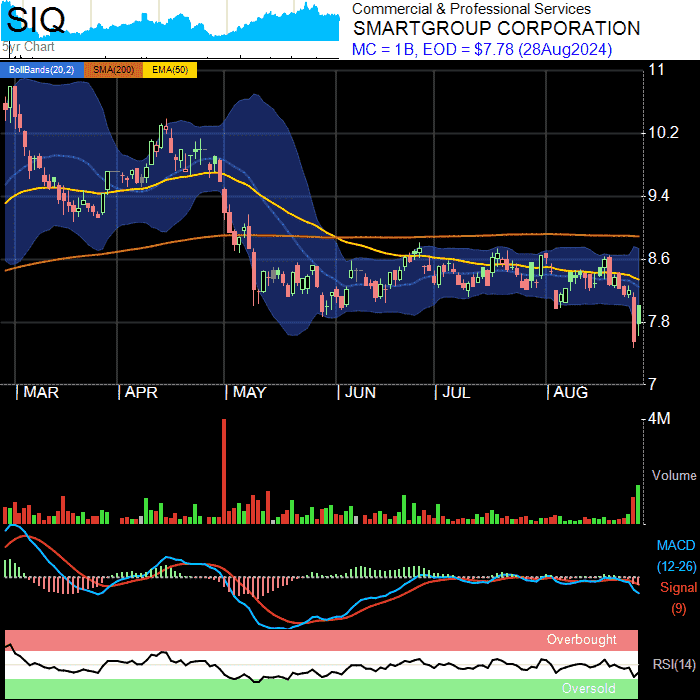 SIQ
5yr Chart
Commercial & Professional Services
SMARTGROUP CORPORATION
MC = 1B, EOD = $7.78 (28Aug2024)
BollBands(20,2) SMA(200) EMA(50)
11
10.2
9.4
8.6
7.8
7
| MAR | APR | MAY | JUN | JUL | AUG
4M
Volume
MACD
(12-26)
Signal
(9)
Overbought
RSI(14)
Oversold